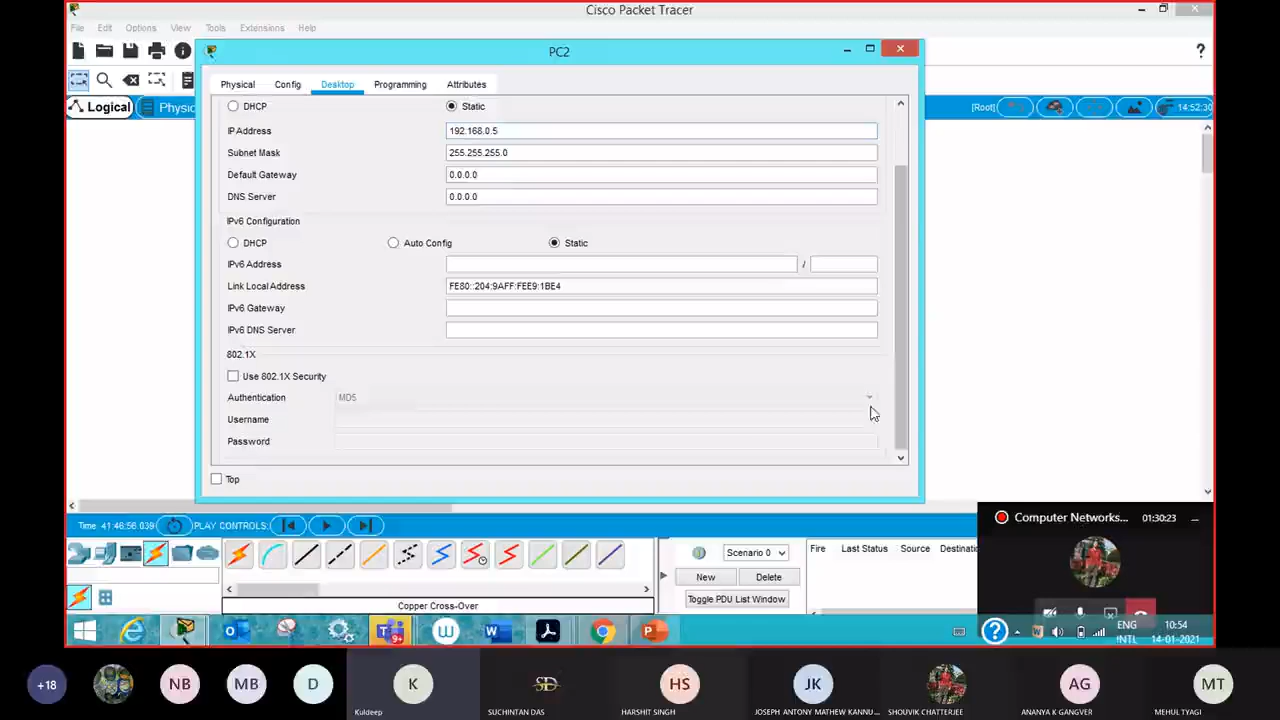 Cisco Packet Tracer
File Edit Options View Tools Extensions Help
PC2
?
Physical Config Desktop Programming Attributes
Logical
Physic
[Root]
14:52:30
DHCP
Static
IP Address
192.168.0.5
Subnet Mask
255.255.255.0
Default Gateway
0.0.0.0
DNS Server
0.0.0.0
IPv6 Configuration
DHCP
Auto Config
Static
IPv6 Address
/
Link Local Address
FE80::204:9AFF:FEE9:1BE4
IPv6 Gateway
IPv6 DNS Server
802.1X
Use 802.1X Security
Authentication
MD5
Username
Password
Top
Time: 41:46:56.039
PLAY CONTROLS:
Computer Networks...
01:30:23
Scenario 0
Fire Last Status Source Destinatio
New
Delete
Toggle PDU List Window
Copper Cross-Over
9+
W
W
P
ENG
INTL
10:54
14-01-2021
+18
NB
MB
D
K
Kuldeep
SD
SUCHINTAN DAS
HS
HARSHIT SINGH
JK
JOSEPH ANTONY MATHEW KANNU...
SHOUVIK CHATTERJEE
AG
ANANYA K GANGVER
MT
MEHUL TYAGI